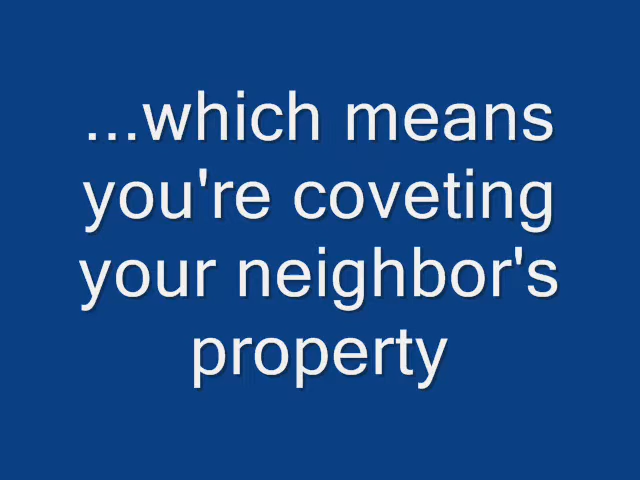 ...which means
you're coveting
your neighbor's
property